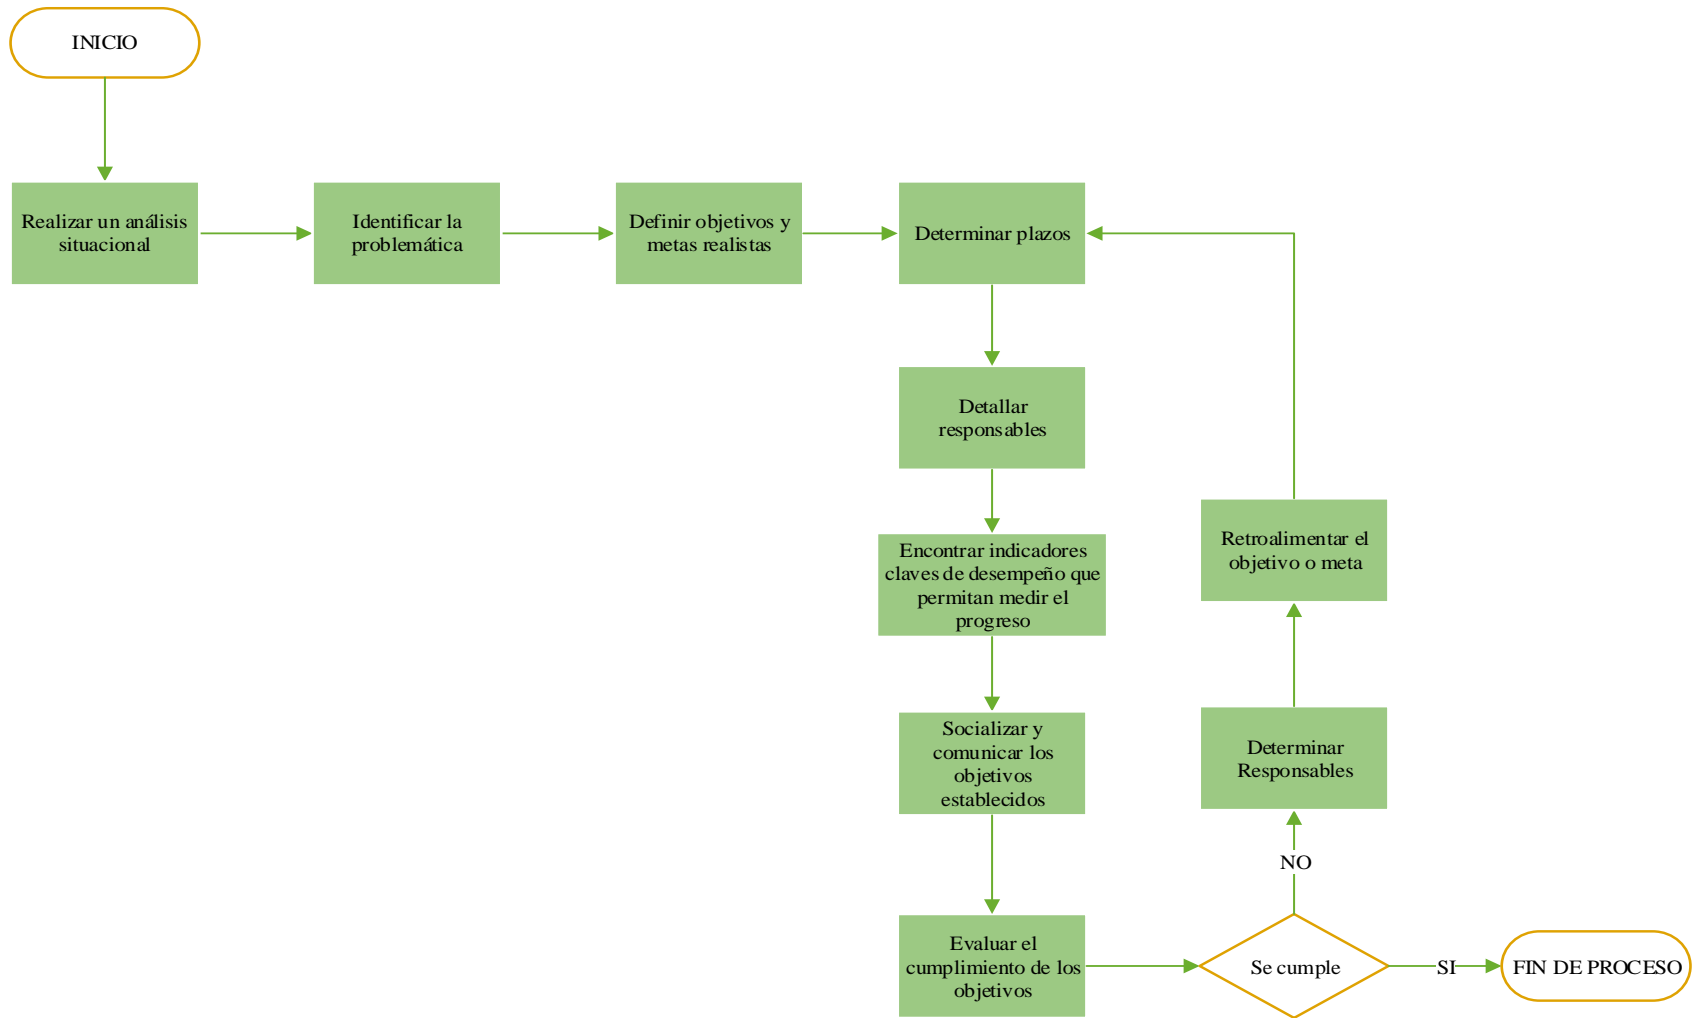 INICIO
Realizar un análisis
situacional
Identificar la
problemática
Definir objetivos y
metas realistas
Determinar plazos
Detallar
responsables
Encontrar indicadores
claves de desempeño que
permitan medir el
progreso
Socializar y
comunicar los
objetivos
establecidos
Evaluar el
cumplimiento de los
objetivos
Se cumple
NO
Determinar
Responsables
Retroalimentar el
objetivo o meta
SI
FIN DE PROCESO